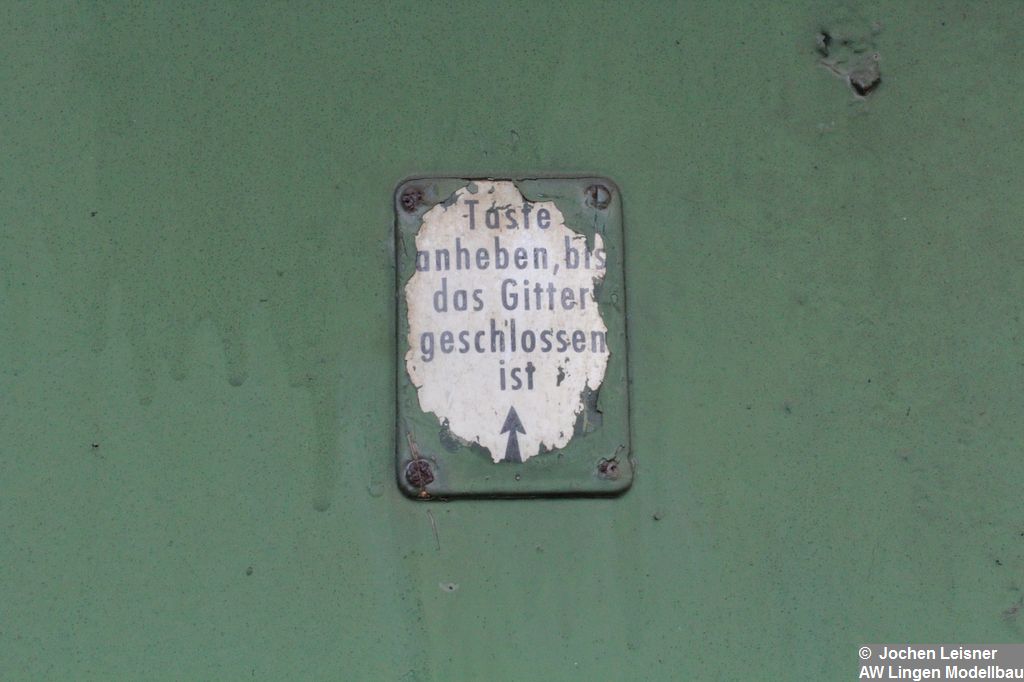 Taste
anheben, bis
das Gitter
geschlossen
ist
© Jochen Leisner
AW Lingen Modellbau